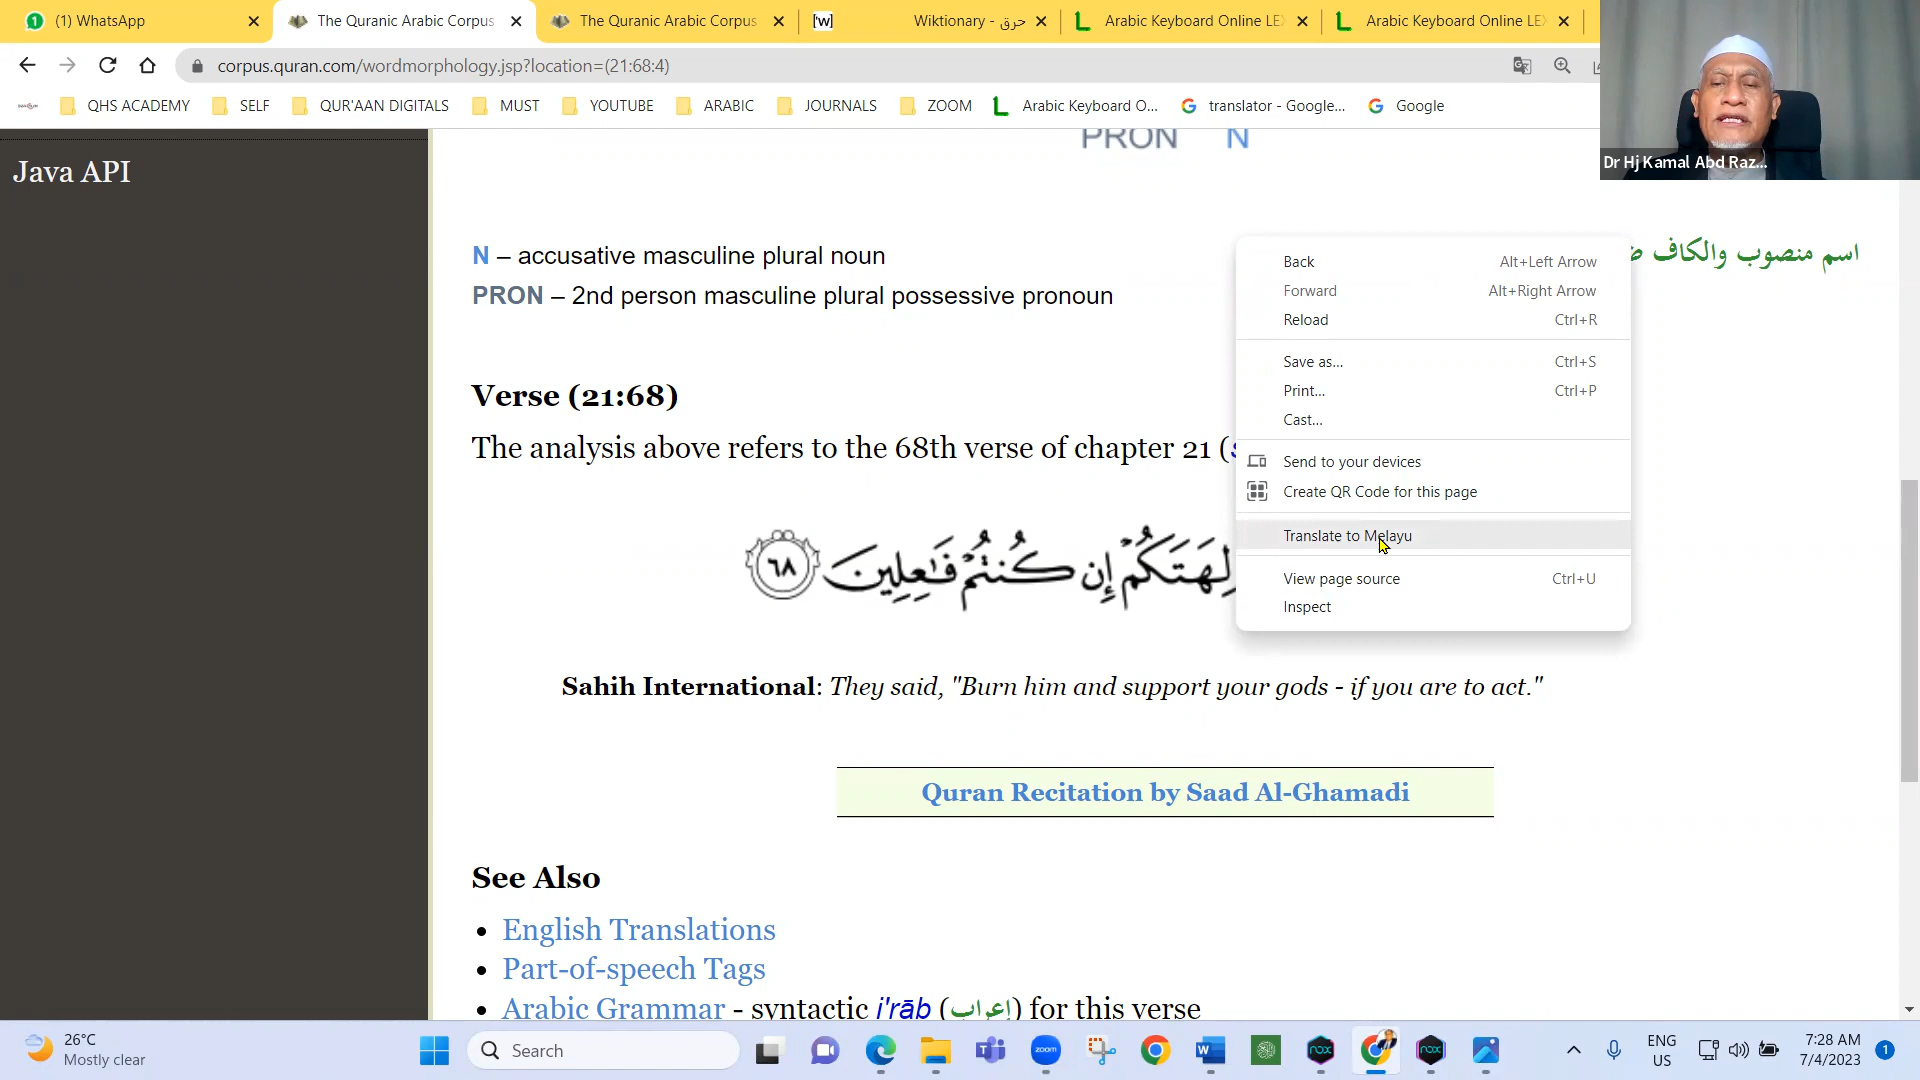 (1) WhatsApp
The Quranic Arabic Corpus
The Quranic Arabic Corpus
Wiktionary - حرق
Arabic Keyboard Online LEX
Arabic Keyboard Online LEX
corpus.quran.com/wordmorphology.jsp?location=(21:68:4)
QHS ACADEMY
SELF
QUR'AAN DIGITALS
MUST
YOUTUBE
ARABIC
JOURNALS
ZOOM
Arabic Keyboard O...
translator - Google...
Google
Dr Hj Kamal Abd Raz...
Java API
PRON N
N – accusative masculine plural noun
اسم منصوب والكاف
PRON – 2nd person masculine plural possessive pronoun
Verse (21:68)
The analysis above refers to the 68th verse of chapter 21 (
إِن كُنتُمْ فَٰعِلِينَ ٦٨
Back Alt+Left Arrow
Forward Alt+Right Arrow
Reload Ctrl+R
Save as... Ctrl+S
Print... Ctrl+P
Cast...
Send to your devices
Create QR Code for this page
Translate to Melayu
View page source Ctrl+U
Inspect
Sahih International: They said, "Burn him and support your gods - if you are to act."
Quran Recitation by Saad Al-Ghamadi
See Also
• English Translations
• Part-of-speech Tags
• Arabic Grammar - syntactic i'rāb (إعراب) for this verse
26°C
Mostly clear
Search
zoom
nox
nox
ENG
US
7:28 AM
7/4/2023
1